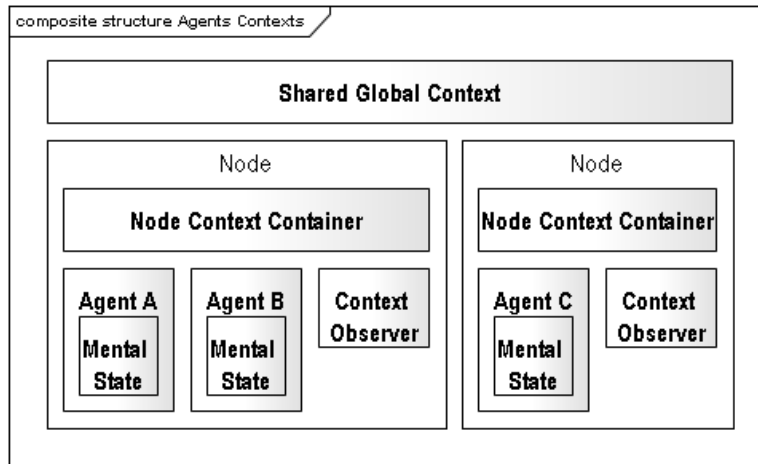 composite structure Agents Contexts
Shared Global Context
Node
Node Context Container
Agent A
Mental
State
Agent B
Mental
State
Context
Observer
Node
Node Context Container
Agent C
Mental
State
Context
Observer